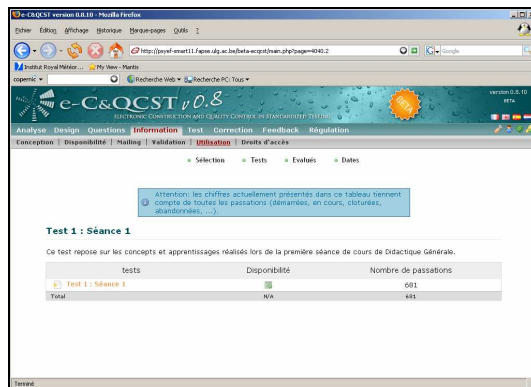 e-C&QCST version 0.8.10 - Mozilla Firefox
Fichier Édition Affichage Historique Marque-pages Outils ?
http://psyef-smart11.fapse.ulg.ac.be/beta-ecqcst/main.php?page=4040.2
Google
Institut Royal Météor... My View - Mantis
copernic Recherche Web Recherche PC: Tous
e-C&QCST v0.8
ELECTRONIC CONSTRUCTION AND QUALITY CONTROL IN STANDARDIZED TESTING
BETA
version 0.8.10
BETA
Analyse Design Questions Information Test Correction Feedback Régulation
Conception | Disponibilité | Mailing | Validation | Utilisation | Droits d'accès
Sélection Tests Evalués Dates
Attention: les chiffres actuellement présentés dans ce tableau tiennent
compte de toutes les passations (démarrées, en cours, cloturées,
abandonnées, ...).
Test 1 : Séance 1
Ce test repose sur les concepts et apprentissages réalisés lors de la première séance de cours de Didactique Générale.
tests Disponibilité Nombre de passations
Test 1 : Séance 1 681
Total N/A 681
Terminé